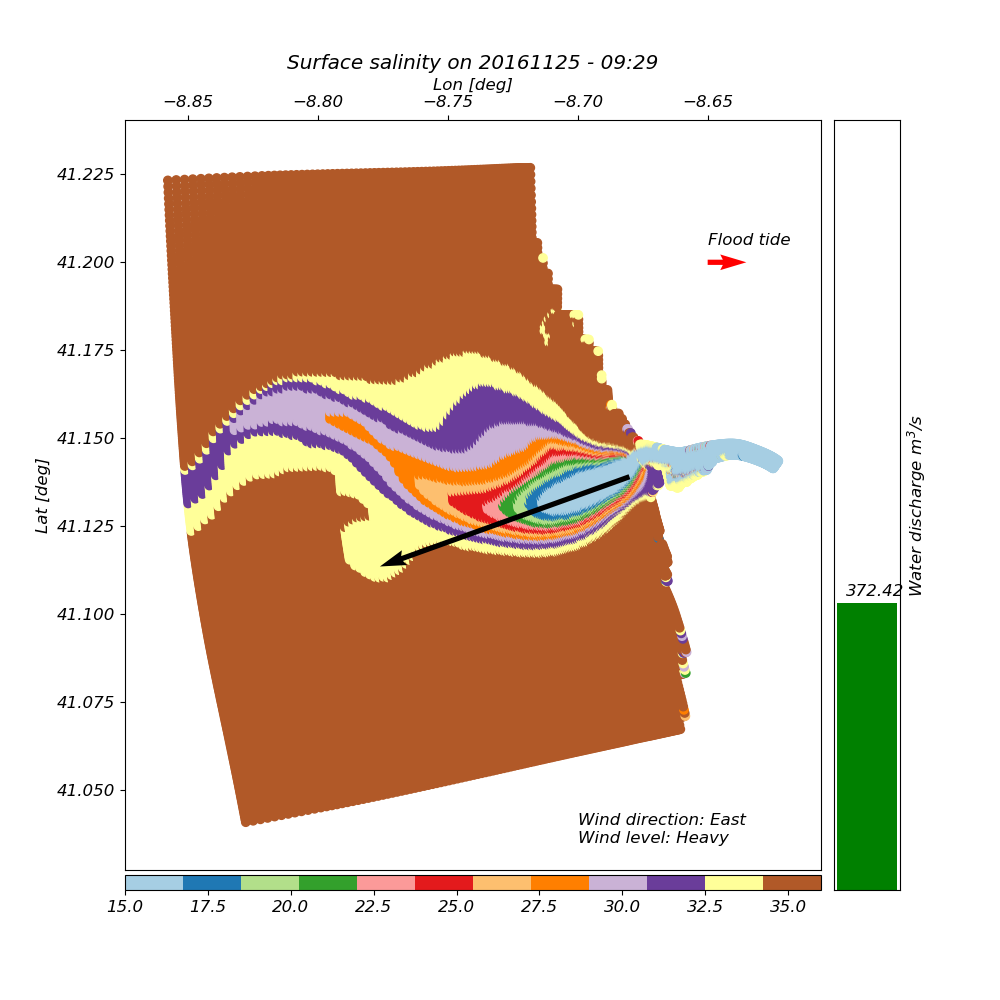 Surface salinity on 20161125 - 09:29
Lon [deg]
−8.85 −8.80 −8.75 −8.70 −8.65
41.225
41.200
41.175
41.150
41.125
41.100
41.075
41.050
Lat [deg]
Flood tide
Wind direction: East
Wind level: Heavy
372.42
Water discharge m³/s
15.0 17.5 20.0 22.5 25.0 27.5 30.0 32.5 35.0